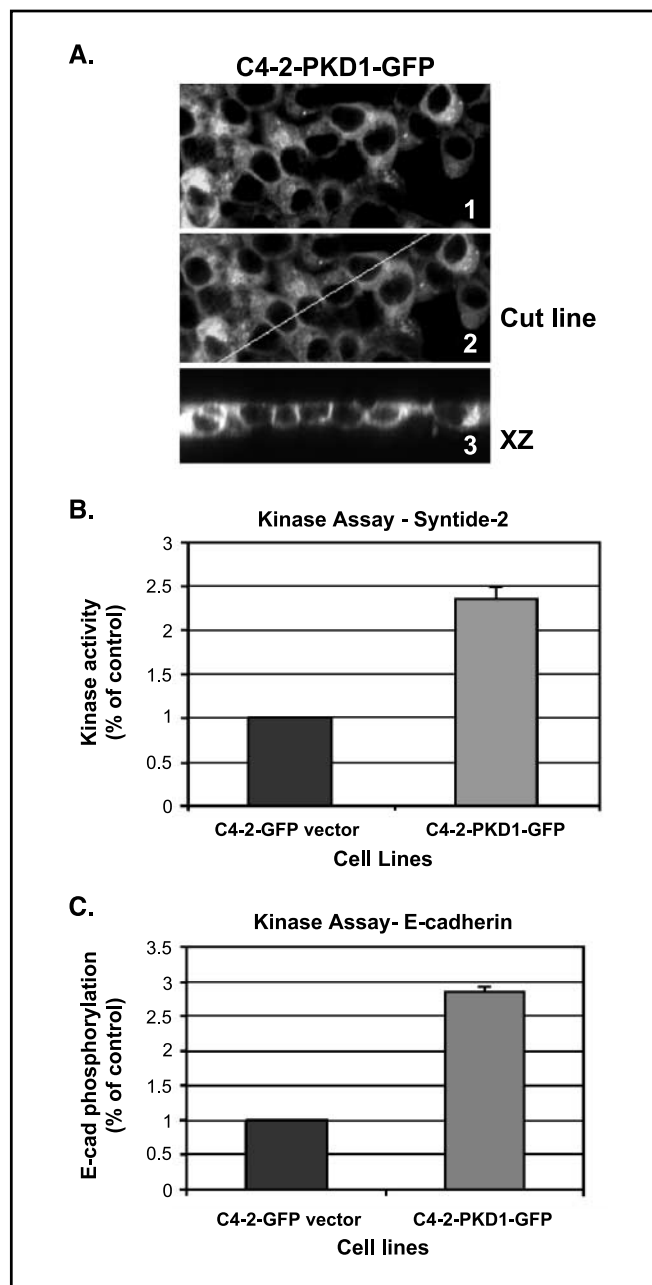 A.
C4-2-PKD1-GFP
1
2
Cut line
3
XZ
B.
Kinase Assay - Syntide-2
Kinase activity
(% of control)
3
2.5
2
1.5
1
0.5
0
C4-2-GFP vector
C4-2-PKD1-GFP
Cell Lines
C.
Kinase Assay- E-cadherin
E-cad phosphorylation
(% of control)
3.5
3
2.5
2
1.5
1
0.5
0
C4-2-GFP vector
C4-2-PKD1-GFP
Cell lines